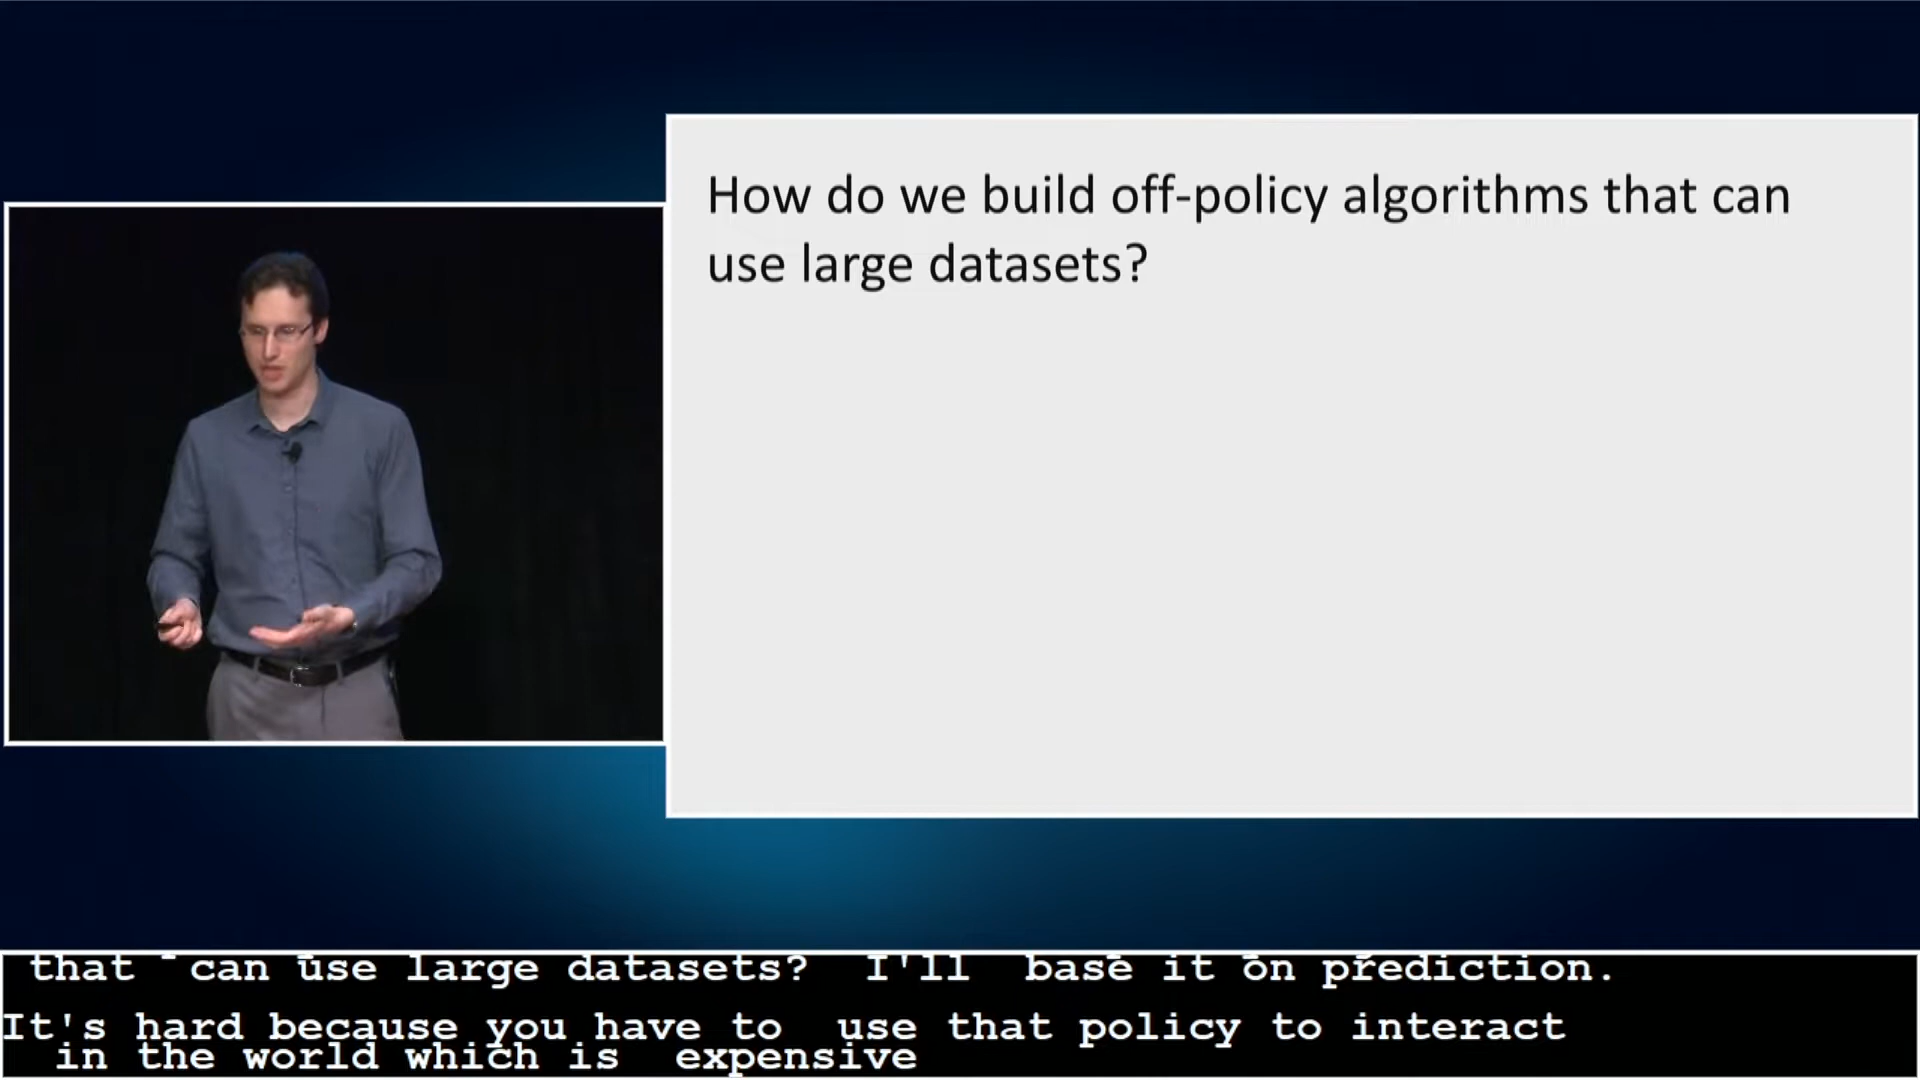 How do we build off-policy algorithms that can
use large datasets?
that can use large datasets? I'll base it on prediction.
It's hard because you have to use that policy to interact
in the world which is expensive